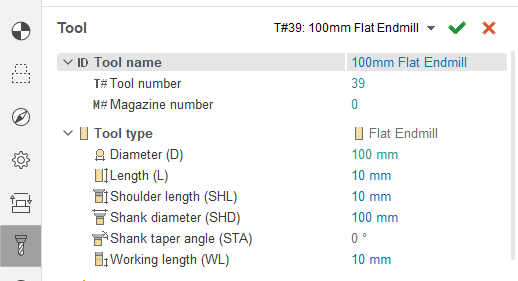 Tool T#39: 100mm Flat Endmill
ID Tool name 100mm Flat Endmill
T# Tool number 39
M# Magazine number 0
Tool type Flat Endmill
Diameter (D) 100 mm
Length (L) 10 mm
Shoulder length (SHL) 10 mm
Shank diameter (SHD) 100 mm
Shank taper angle (STA) 0 °
Working length (WL) 10 mm